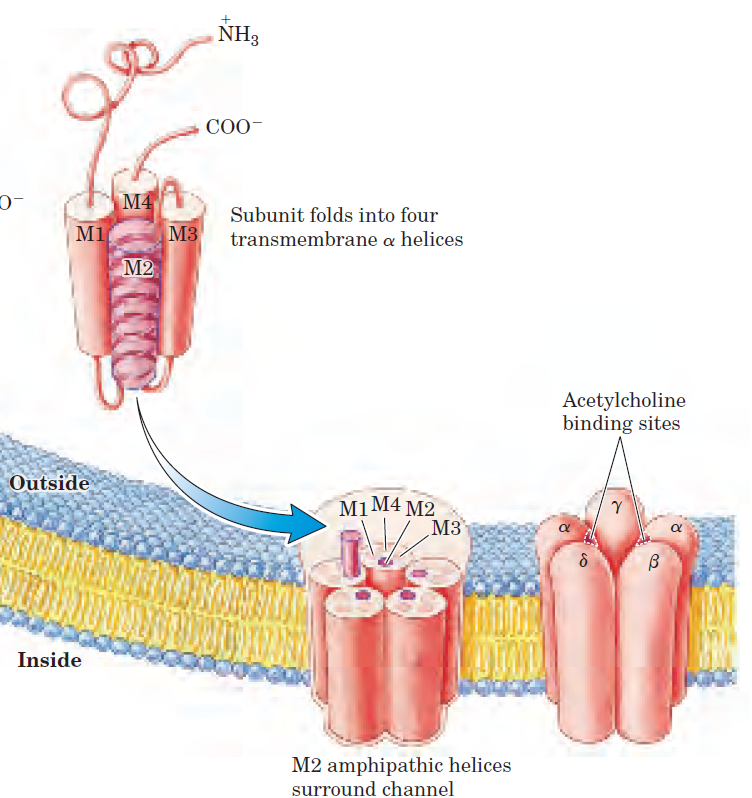 +
NH3
COO−
O−
M4
M1
M3
M2
Subunit folds into four
transmembrane α helices
Acetylcholine
binding sites
Outside
M1 M4 M2
M3
γ
α
α
δ
β
Inside
M2 amphipathic helices
surround channel